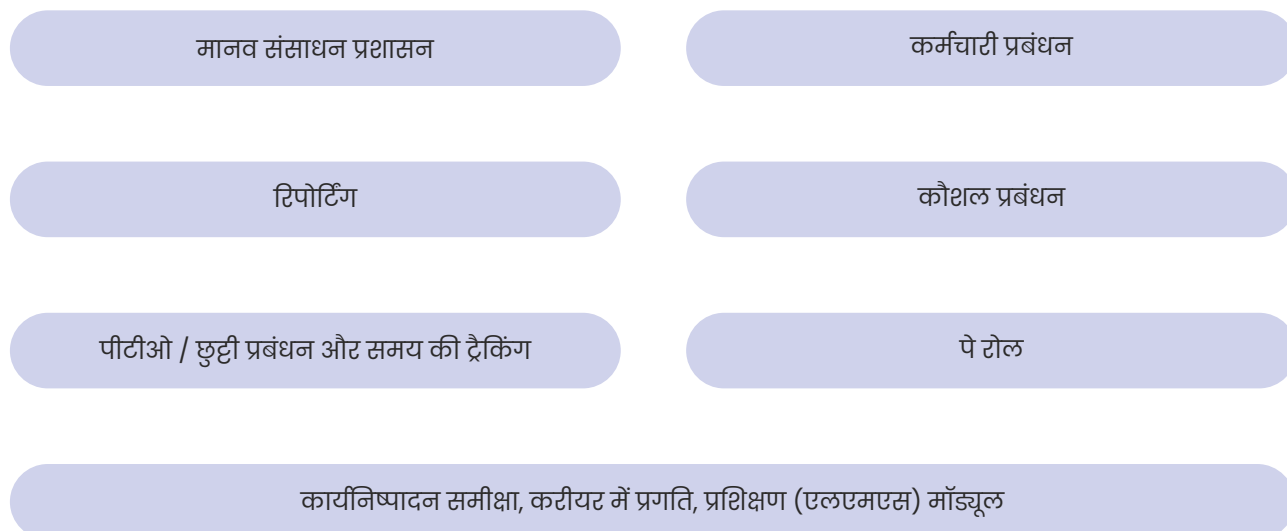 मानव संसाधन प्रशासन
कर्मचारी प्रबंधन
रिपोर्टिंग
कौशल प्रबंधन
पीटीओ / छुट्टी प्रबंधन और समय की ट्रैकिंग
पे रोल
कार्यनिष्पादन समीक्षा, करीयर में प्रगति, प्रशिक्षण (एलएमएस) मॉड्यूल